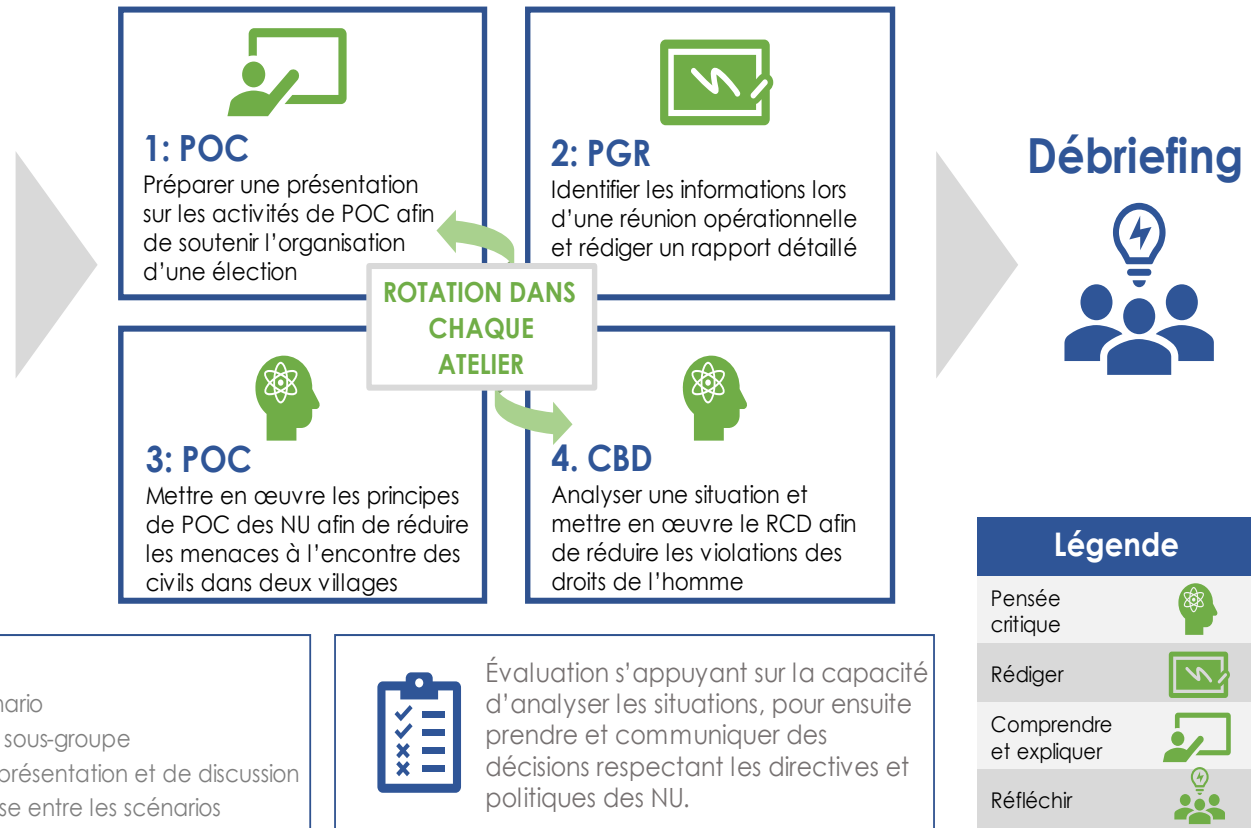 1: POC
Préparer une présentation
sur les activités de POC afin
de soutenir l’organisation
d’une élection
2: PGR
Identifier les informations lors
d’une réunion opérationnelle
et rédiger un rapport détaillé
ROTATION DANS
CHAQUE
ATELIER
3: POC
Mettre en œuvre les principes
de POC des NU afin de réduire
les menaces à l’encontre des
civils dans deux villages
4. CBD
Analyser une situation et
mettre en œuvre le RCD afin
de réduire les violations des
droits de l’homme
Débriefing
Légende
Pensée
critique
Rédiger
Comprendre
et expliquer
Réfléchir
nario
sous-groupe
présentation et de discussion
se entre les scénarios
Évaluation s’appuyant sur la capacité
d’analyser les situations, pour ensuite
prendre et communiquer des
décisions respectant les directives et
politiques des NU.